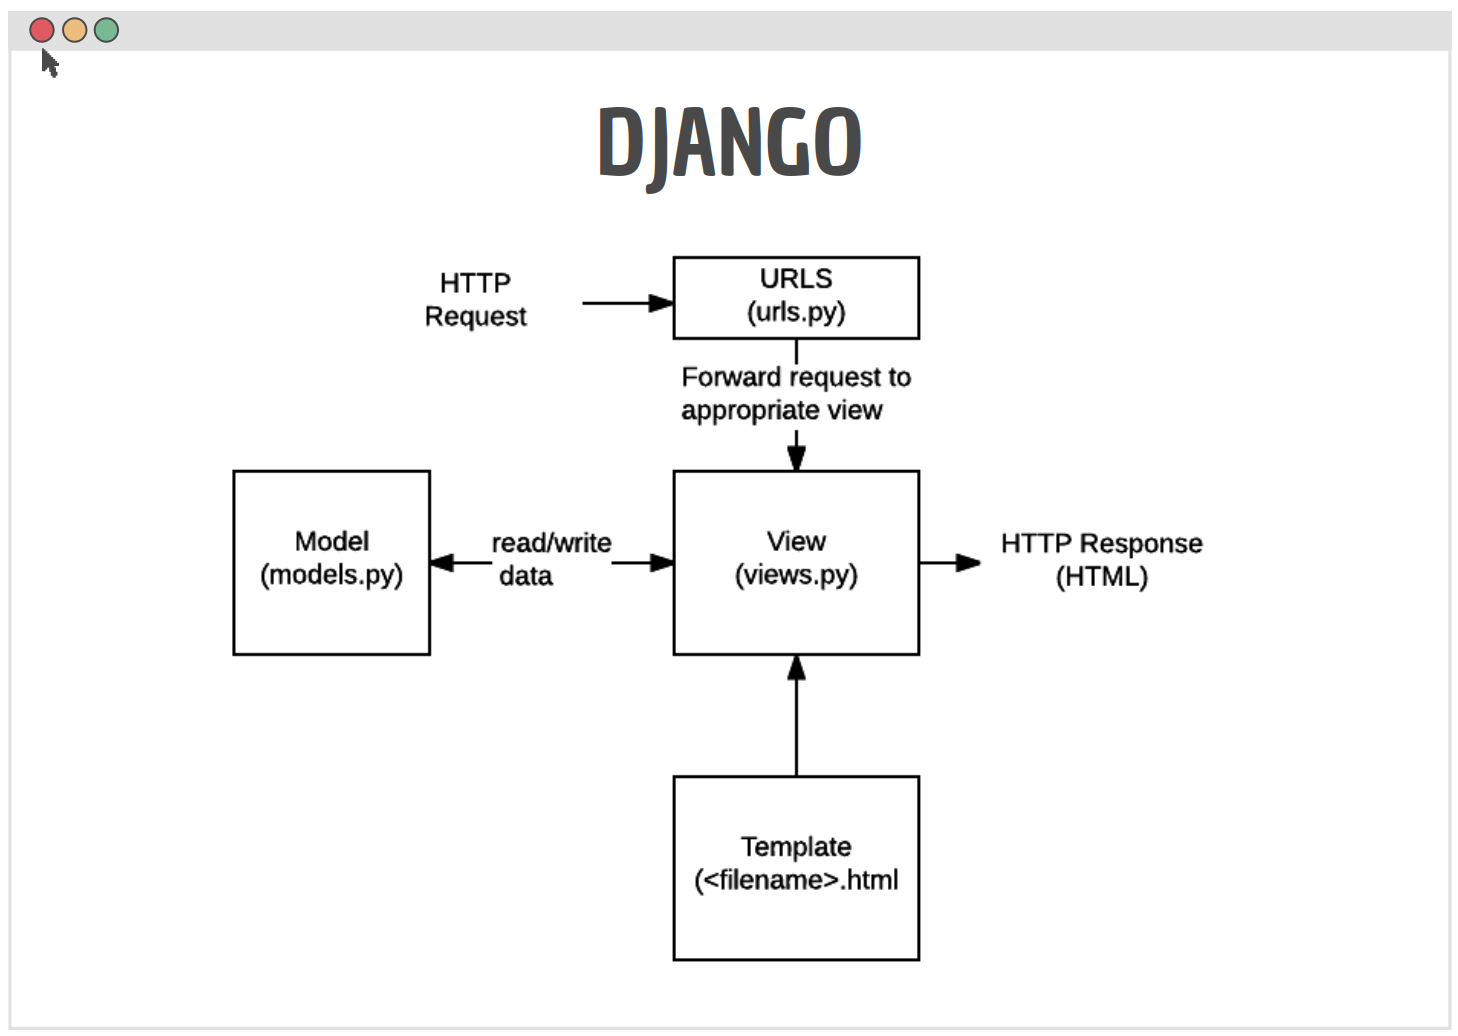 DJANGO
HTTP
Request
URLS
(urls.py)
Forward request to
appropriate view
Model
(models.py)
read/write
data
View
(views.py)
HTTP Response
(HTML)
Template
(<filename>.html